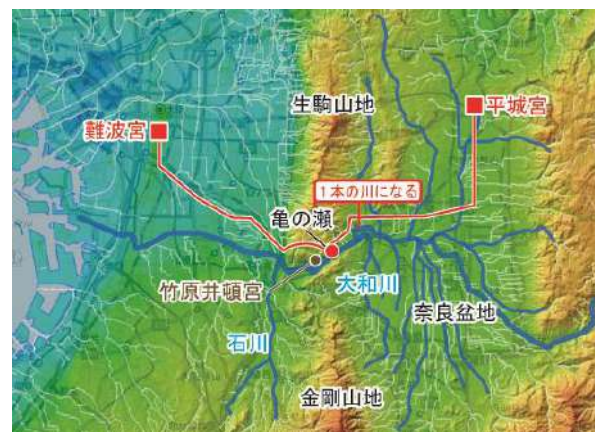 生駒山地
平城宮
難波宮
1本の川になる
亀の瀬
竹原井頓宮
大和川
奈良盆地
石川
金剛山地